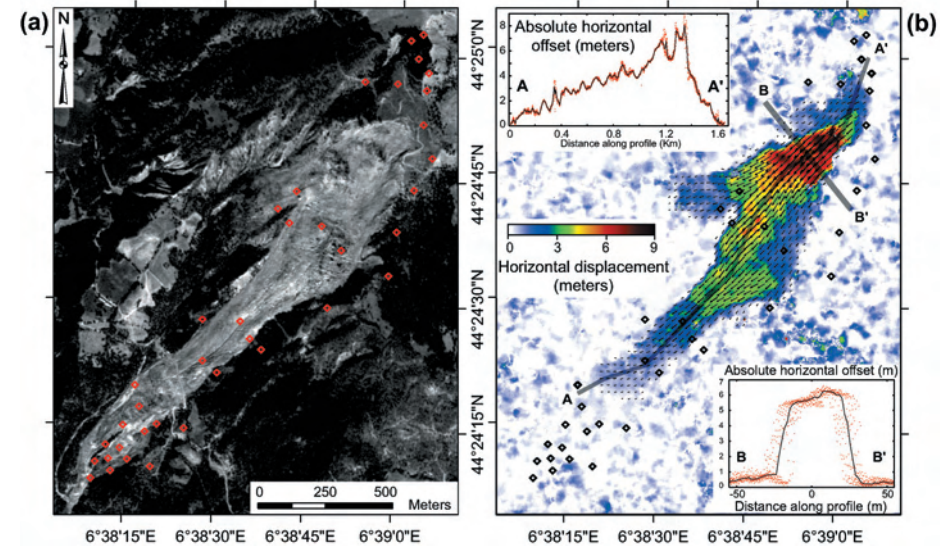 (a)
N
0 250 500
Meters
6°38'15"E 6°38'30"E 6°38'45"E 6°39'0"E
44°25'0"N
44°24'45"N
44°24'30"N
44°24'15"N
(b)
Absolute horizontal
offset (meters)
8
6
4
2
0
A A'
0 0.4 0.8 1.2 1.6
Distance along profile (Km)
A'
B
B'
A
0 3 6 9
Horizontal displacement
(meters)
Absolute horizontal offset (m)
7
6
5
4
3
2
1
0
B B'
-50 0 50
Distance along profile (m)
6°38'15"E 6°38'30"E 6°38'45"E 6°39'0"E